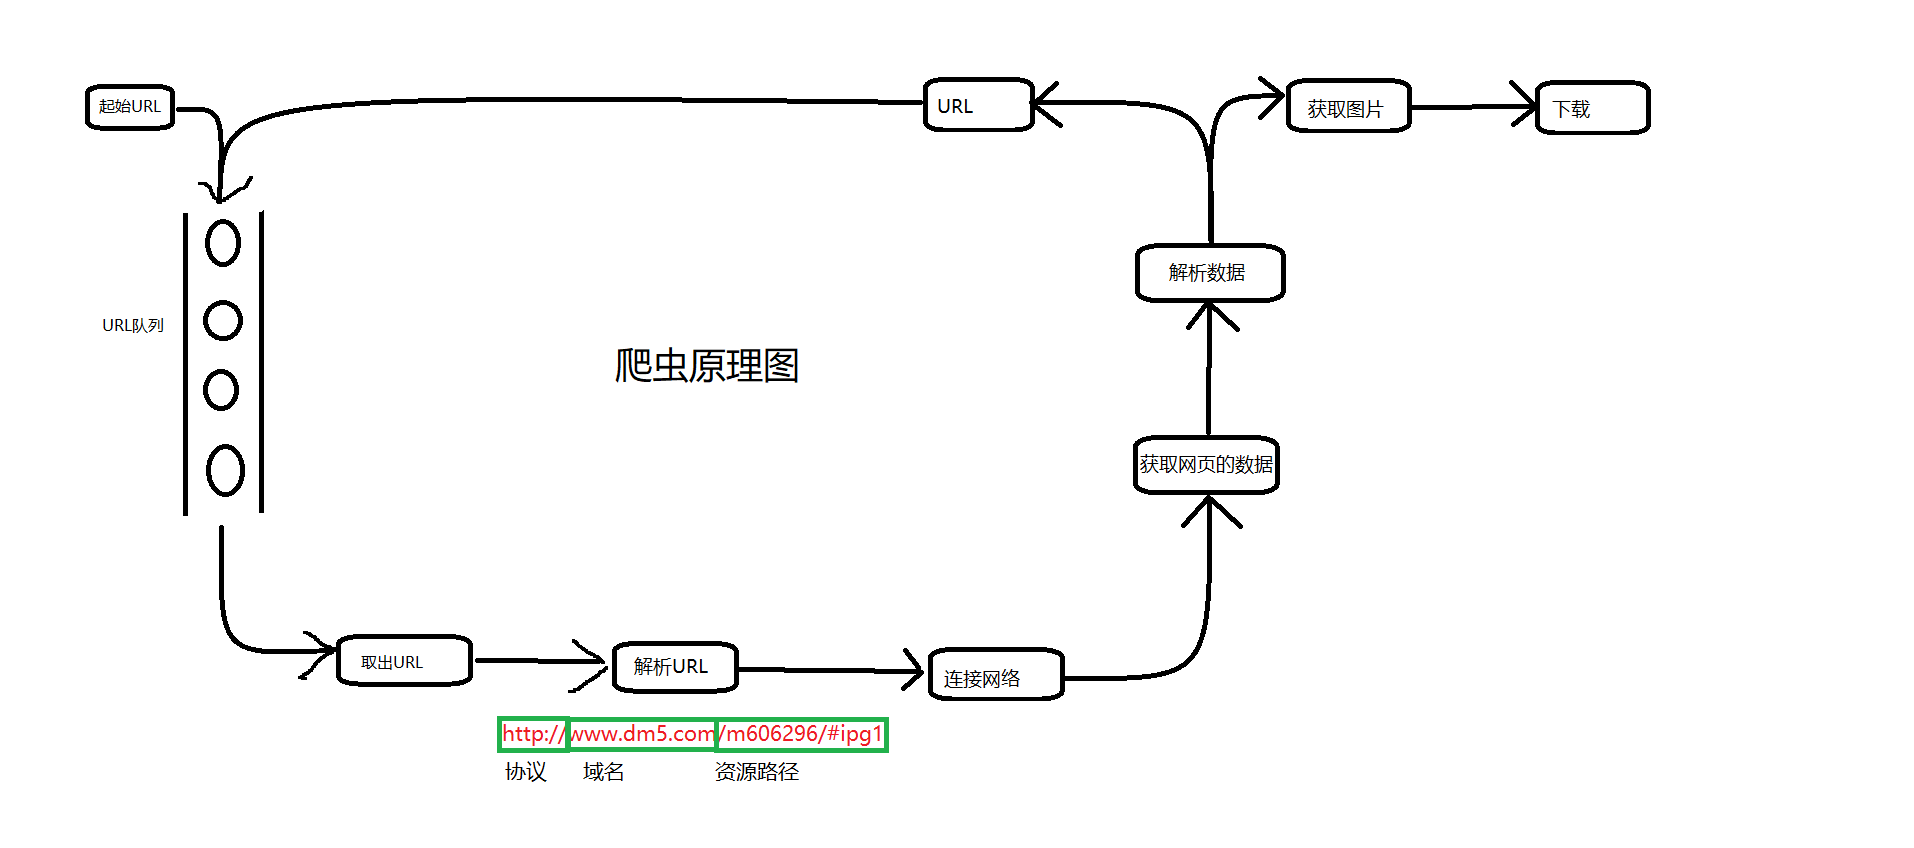 起始URL
URL
获取图片
下载
解析数据
URL队列
爬虫原理图
获取网页的数据
取出URL
解析URL
连接网络
http://www.dm5.com/m606296/#ipg1
协议 域名 资源路径